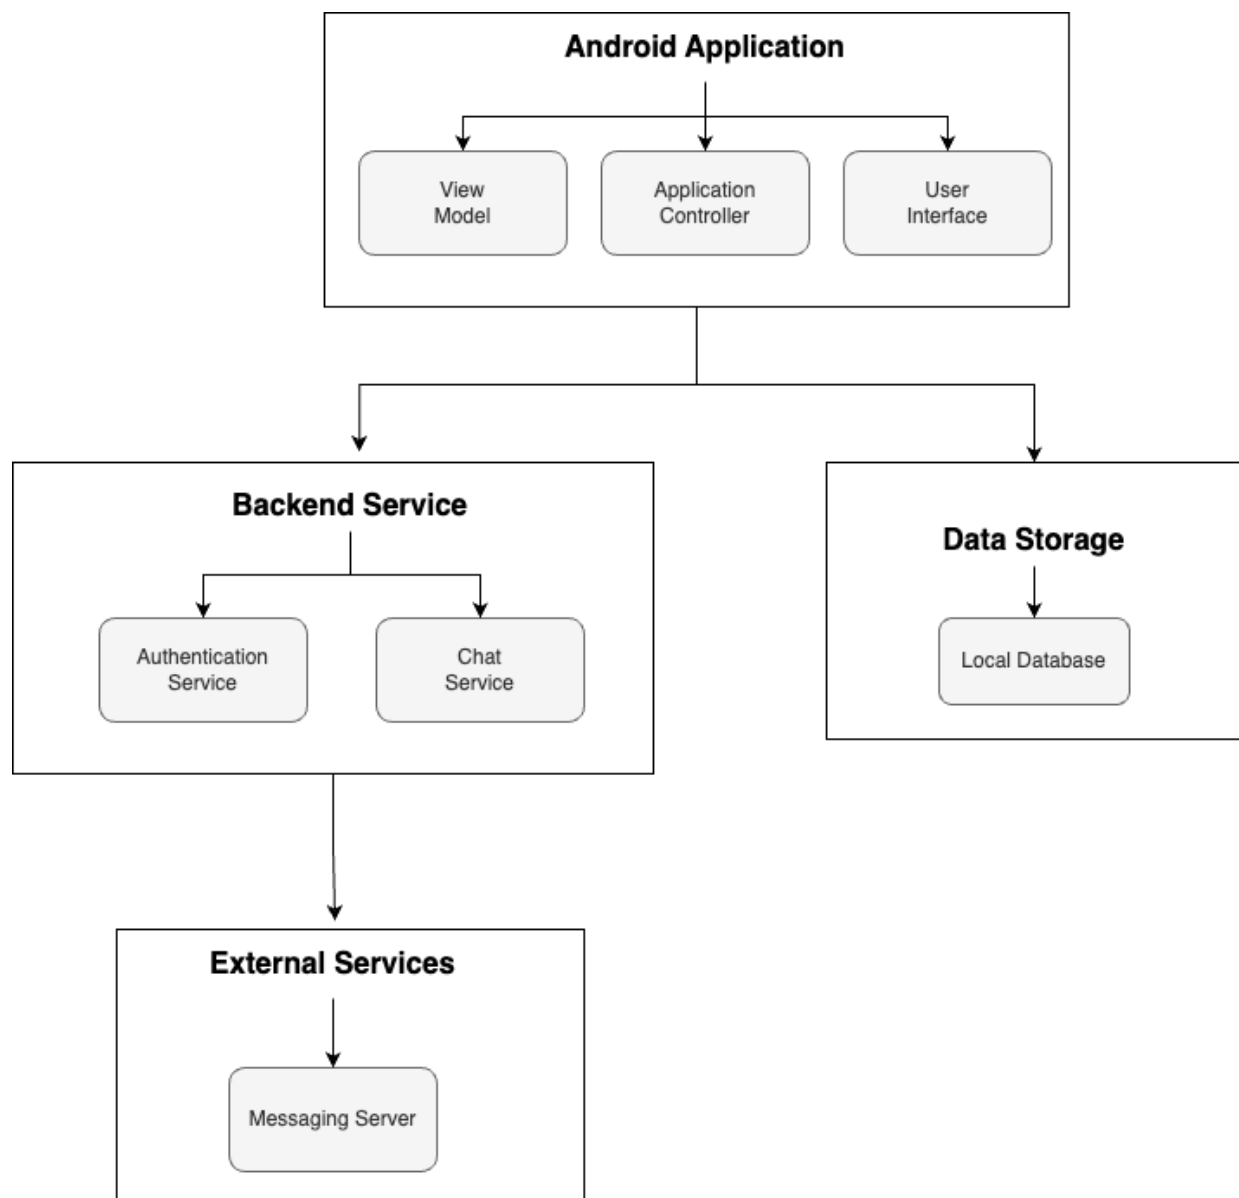 Android Application
View
Model
Application
Controller
User
Interface
Backend Service
Authentication
Service
Chat
Service
Data Storage
Local Database
External Services
Messaging Server